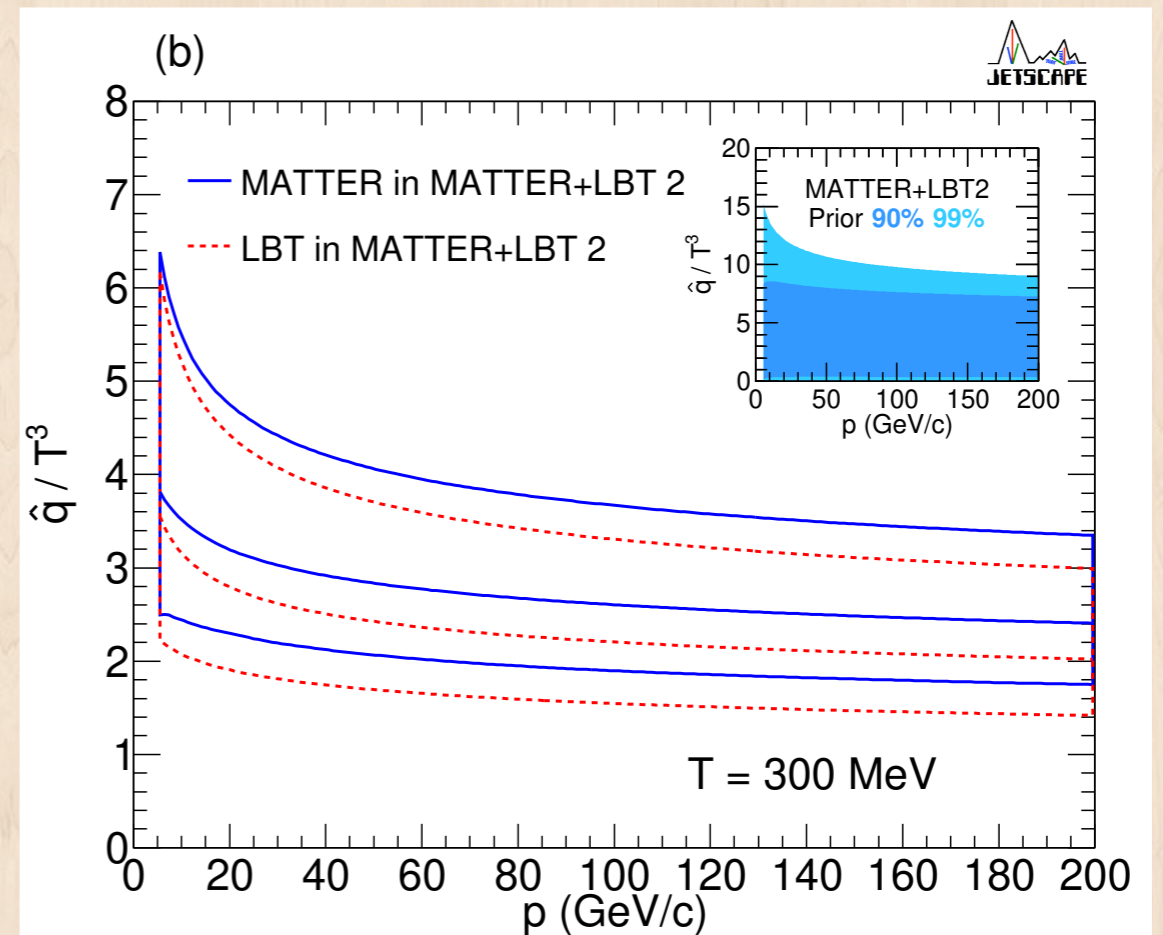 (b)
JETSCAPE
8
7
6
5
4
3
2
1
0
q̂ / T³
MATTER in MATTER+LBT 2
LBT in MATTER+LBT 2
20
15
10
5
0
q̂ / T³
MATTER+LBT2
Prior 90% 99%
0 50 100 150 200
p (GeV/c)
T = 300 MeV
0 20 40 60 80 100 120 140 160 180 200
p (GeV/c)